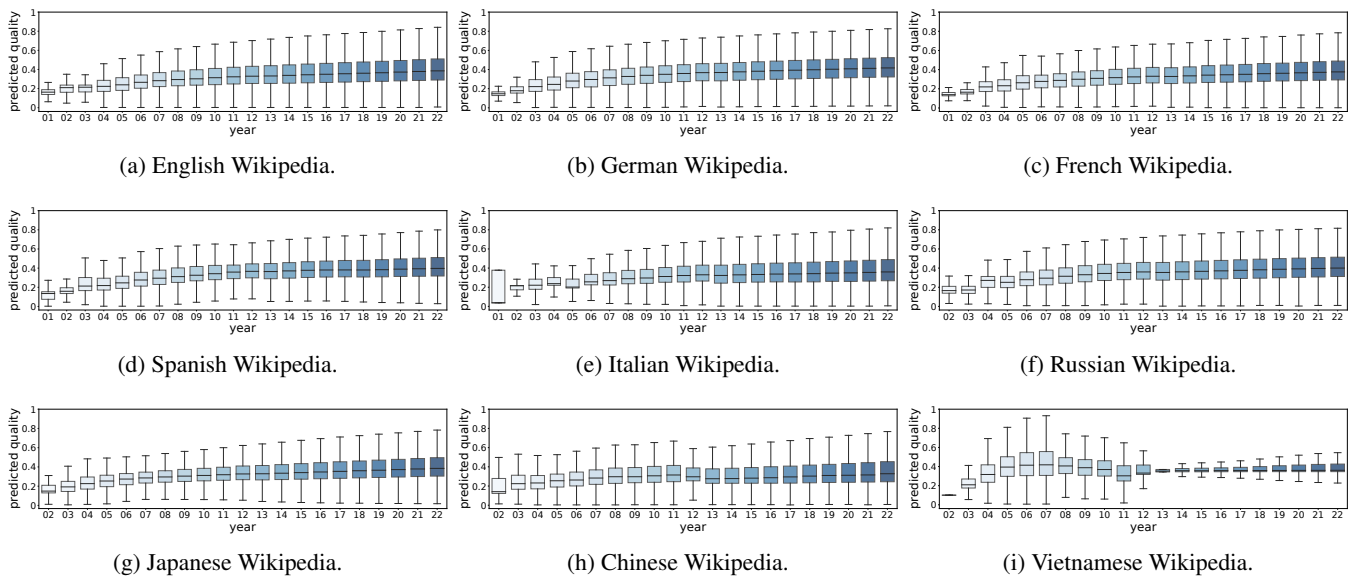 predicted quality
1
0.8
0.6
0.4
0.2
0
01 02 03 04 05 06 07 08 09 10 11 12 13 14 15 16 17 18 19 20 21 22
year
(a) English Wikipedia.
predicted quality
1
0.8
0.6
0.4
0.2
0
01 02 03 04 05 06 07 08 09 10 11 12 13 14 15 16 17 18 19 20 21 22
year
(b) German Wikipedia.
predicted quality
1
0.8
0.6
0.4
0.2
0
01 02 03 04 05 06 07 08 09 10 11 12 13 14 15 16 17 18 19 20 21 22
year
(c) French Wikipedia.
predicted quality
1
0.8
0.6
0.4
0.2
0
01 02 03 04 05 06 07 08 09 10 11 12 13 14 15 16 17 18 19 20 21 22
year
(d) Spanish Wikipedia.
predicted quality
1
0.8
0.6
0.4
0.2
0
01 02 03 04 05 06 07 08 09 10 11 12 13 14 15 16 17 18 19 20 21 22
year
(e) Italian Wikipedia.
predicted quality
1
0.8
0.6
0.4
0.2
0
02 03 04 05 06 07 08 09 10 11 12 13 14 15 16 17 18 19 20 21 22
year
(f) Russian Wikipedia.
predicted quality
1
0.8
0.6
0.4
0.2
0
02 03 04 05 06 07 08 09 10 11 12 13 14 15 16 17 18 19 20 21 22
year
(g) Japanese Wikipedia.
predicted quality
1
0.8
0.6
0.4
0.2
0
02 03 04 05 06 07 08 09 10 11 12 13 14 15 16 17 18 19 20 21 22
year
(h) Chinese Wikipedia.
predicted quality
1
0.8
0.6
0.4
0.2
0
02 03 04 05 06 07 08 09 10 11 12 13 14 15 16 17 18 19 20 21 22
year
(i) Vietnamese Wikipedia.